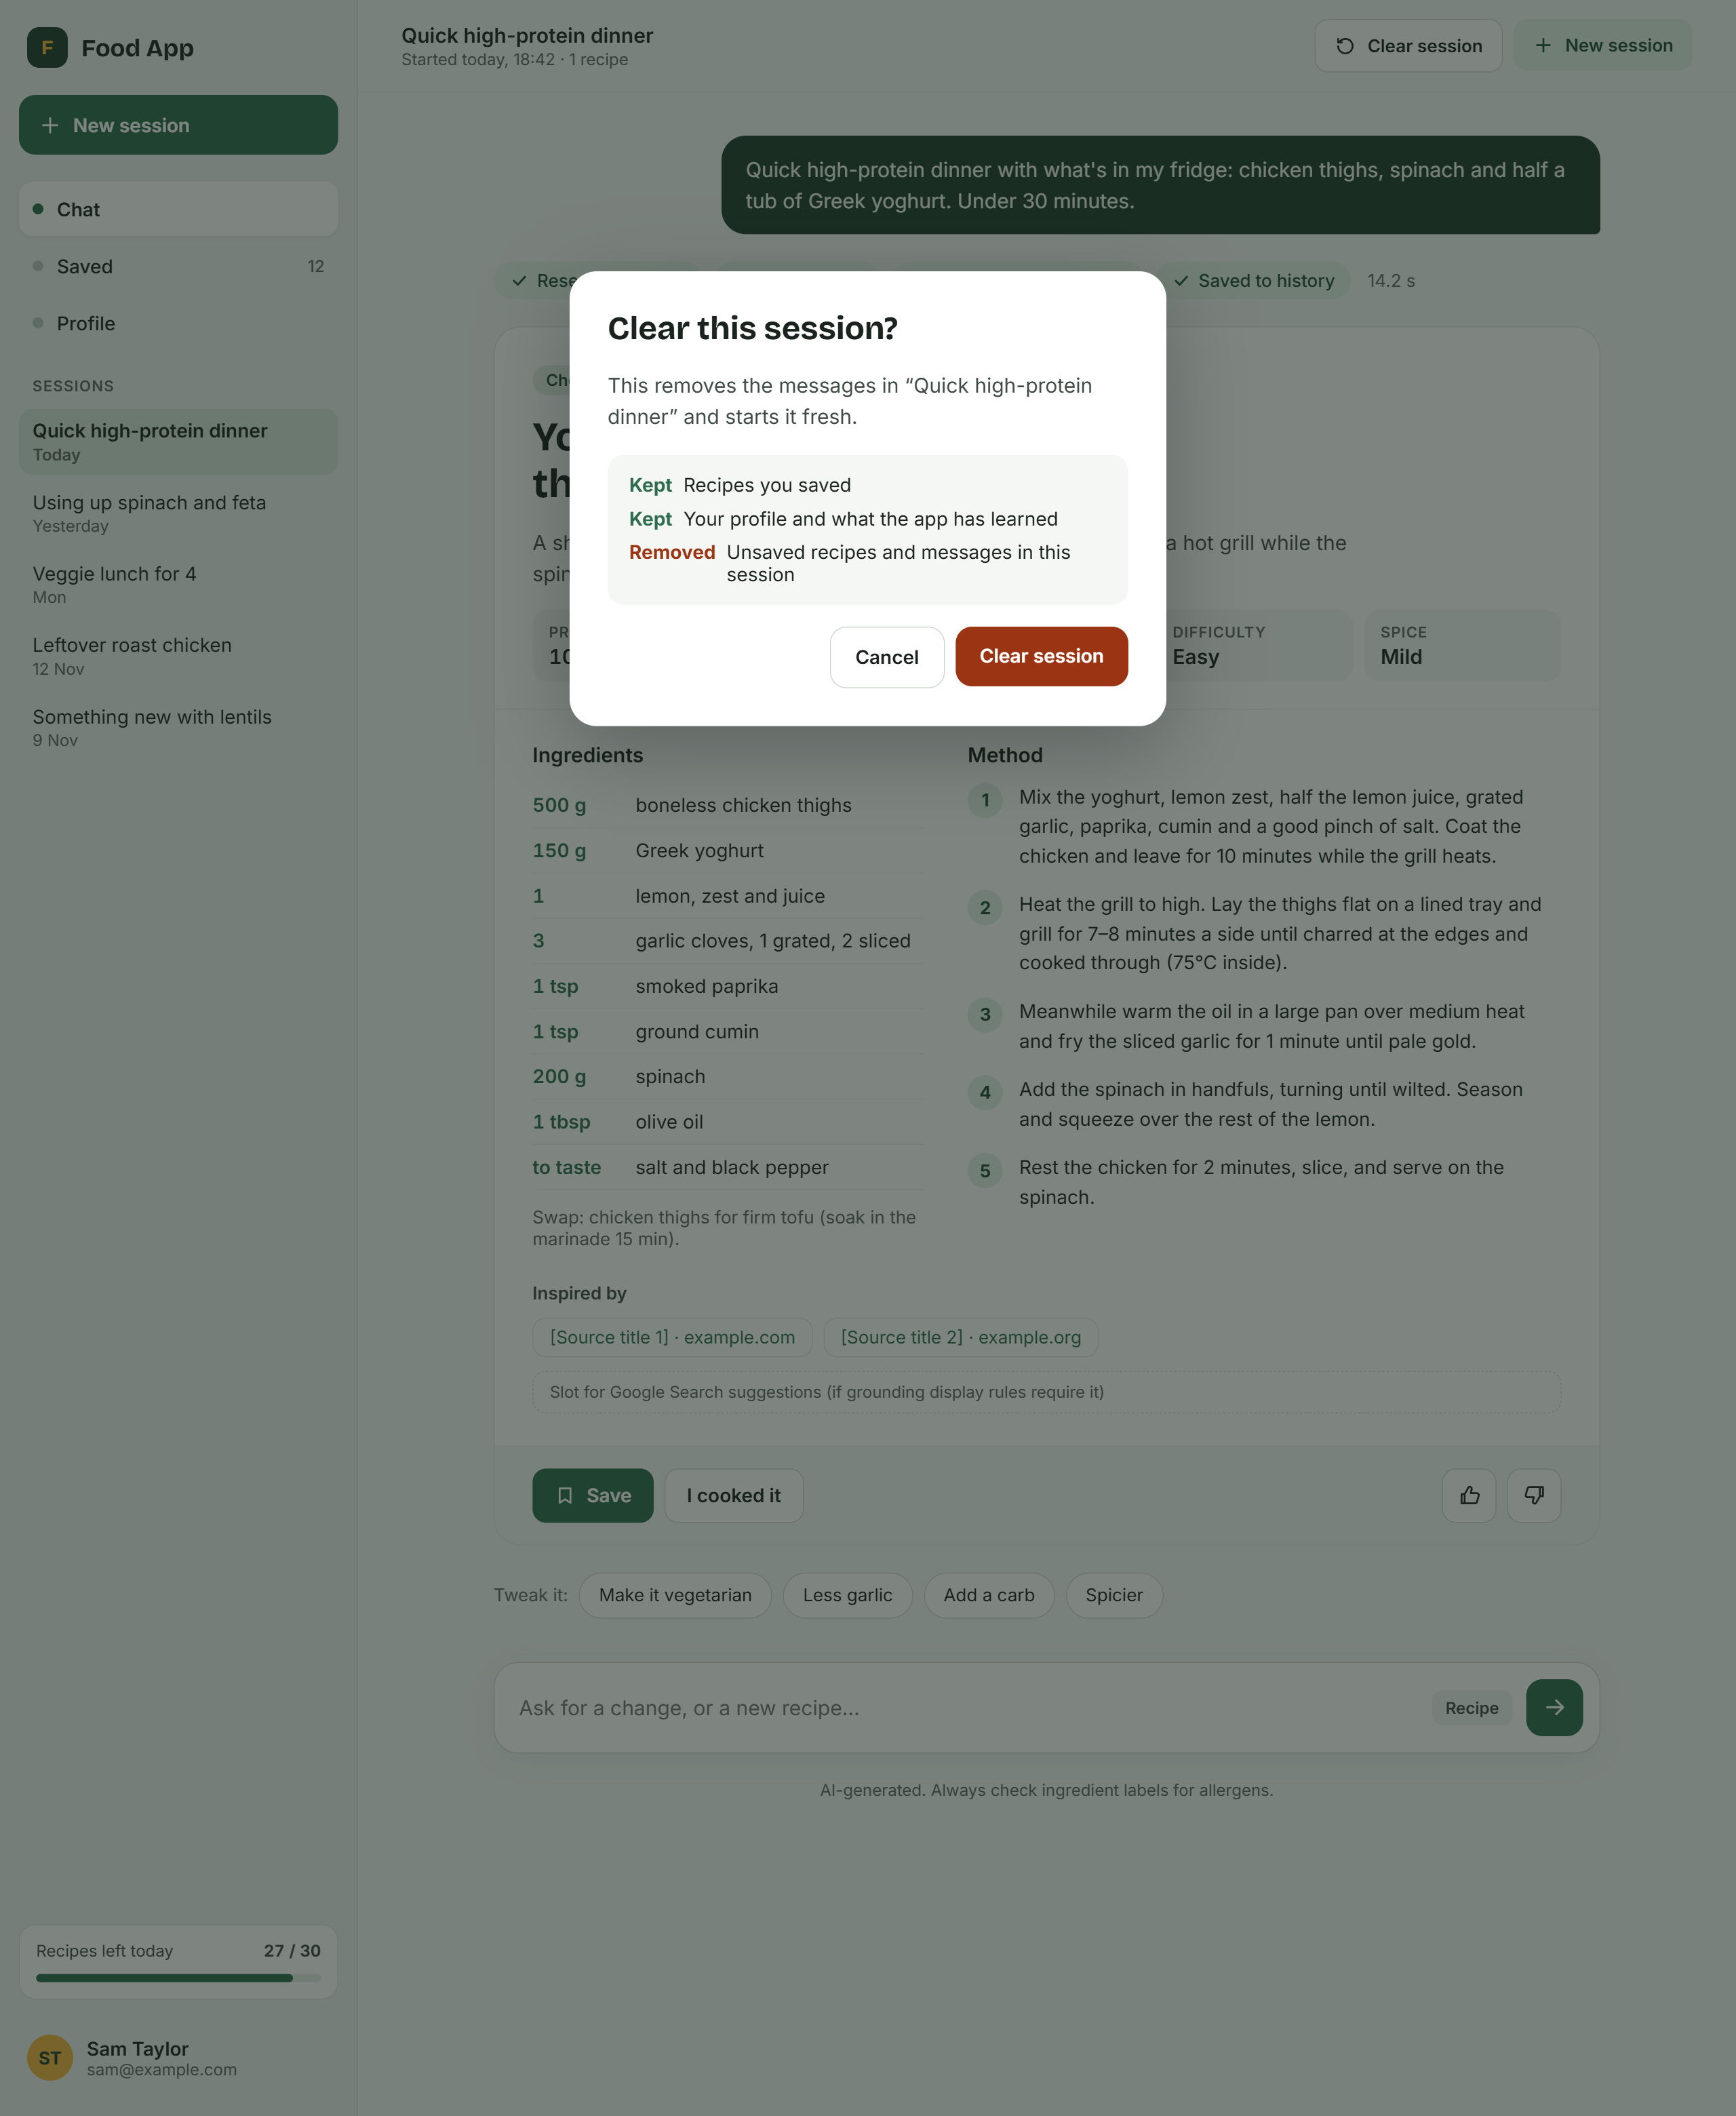 F Food App
New session
Chat
Saved 12
Profile
SESSIONS
Quick high-protein dinner
Today
Using up spinach and feta
Yesterday
Veggie lunch for 4
Mon
Leftover roast chicken
12 Nov
Something new with lentils
9 Nov
Recipes left today 27 / 30
ST Sam Taylor
sam@example.com
Quick high-protein dinner
Started today, 18:42 · 1 recipe
Clear session
New session
Quick high-protein dinner with what's in my fridge: chicken thighs, spinach and half a
tub of Greek yoghurt. Under 30 minutes.
Saved to history 14.2 s
Clear this session?
This removes the messages in “Quick high-protein
dinner” and starts it fresh.
Kept Recipes you saved
Kept Your profile and what the app has learned
Removed Unsaved recipes and messages in this
session
Cancel
Clear session
a hot grill while the
DIFFICULTY
Easy
SPICE
Mild
Ingredients
500 g boneless chicken thighs
150 g Greek yoghurt
1 lemon, zest and juice
3 garlic cloves, 1 grated, 2 sliced
1 tsp smoked paprika
1 tsp ground cumin
200 g spinach
1 tbsp olive oil
to taste salt and black pepper
Swap: chicken thighs for firm tofu (soak in the
marinade 15 min).
Method
1 Mix the yoghurt, lemon zest, half the lemon juice, grated
garlic, paprika, cumin and a good pinch of salt. Coat the
chicken and leave for 10 minutes while the grill heats.
2 Heat the grill to high. Lay the thighs flat on a lined tray and
grill for 7–8 minutes a side until charred at the edges and
cooked through (75°C inside).
3 Meanwhile warm the oil in a large pan over medium heat
and fry the sliced garlic for 1 minute until pale gold.
4 Add the spinach in handfuls, turning until wilted. Season
and squeeze over the rest of the lemon.
5 Rest the chicken for 2 minutes, slice, and serve on the
spinach.
Inspired by
[Source title 1] · example.com
[Source title 2] · example.org
Slot for Google Search suggestions (if grounding display rules require it)
Save
I cooked it
Tweak it: Make it vegetarian Less garlic Add a carb Spicier
Ask for a change, or a new recipe... Recipe
AI-generated. Always check ingredient labels for allergens.